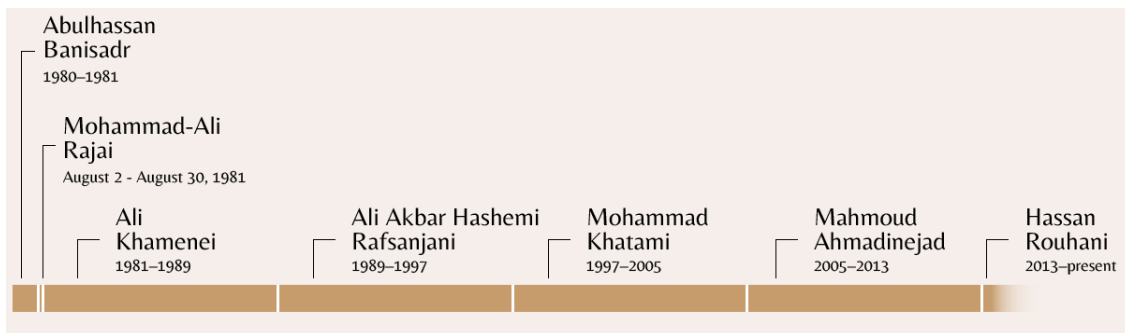 Abulhassan
Banisadr
1980–1981
Mohammad-Ali
Rajai
August 2 - August 30, 1981
Ali
Khamenei
1981–1989
Ali Akbar Hashemi
Rafsanjani
1989–1997
Mohammad
Khatami
1997–2005
Mahmoud
Ahmadinejad
2005–2013
Hassan
Rouhani
2013–present